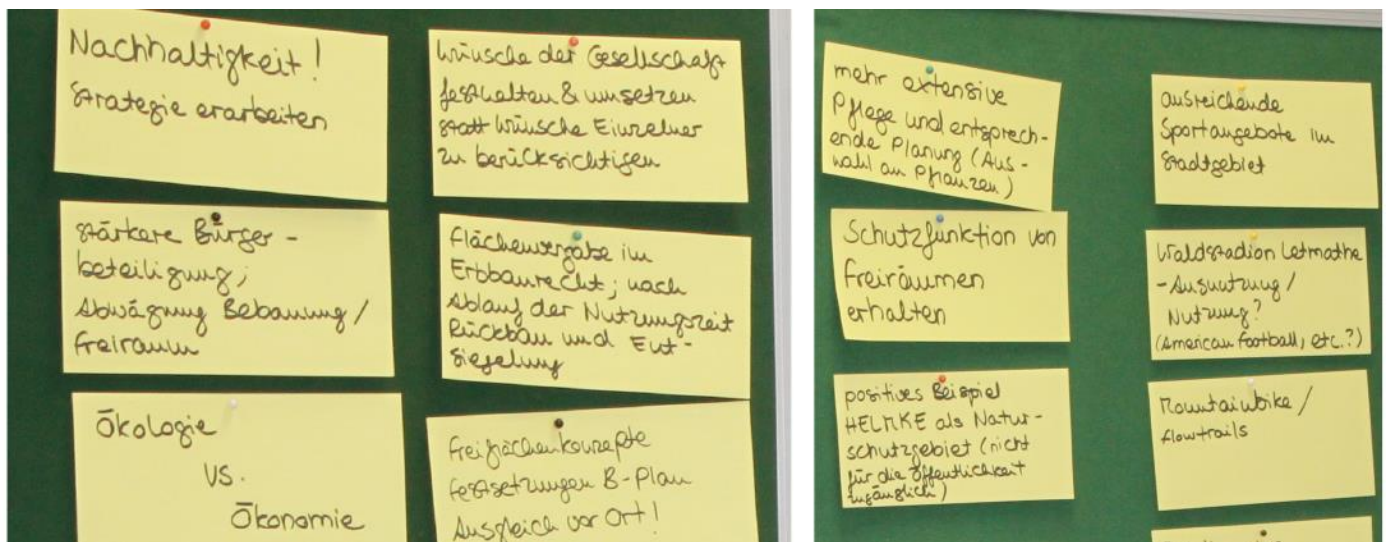 Nachhaltigkeit!
Strategie erarbeiten
Wünsche der Gesellschaft
festhalten & umsetzen
statt Wünsche Einzelner
zu berücksichtigen
stärkere Bürger-
beteiligung;
Abwägung Bebauung /
Freiraum
Flächenvergabe im
Erbbaurecht; nach
Ablauf der Nutzungszeit
Rückbau und Ent-
siegelung
Ökologie
VS.
Ökonomie
Freiflächenkonzepte
Festsetzungen B-Plan
Ausgleich vor Ort!
mehr extensive
Pflege und entsprech-
ende Planung (Aus-
wahl an Pflanzen)
Schutzfunktion von
Freiräumen
erhalten
positives Beispiel
HELMKE als Natur-
schutzgebiet (nicht
für die Öffentlichkeit
zugänglich)
ausreichende
Sportangebote im
Stadtgebiet
Waldstadion Letmathe
- Ausnutzung /
Nutzung?
(American Football, etc.?)
Mountainbike /
Flowtrails